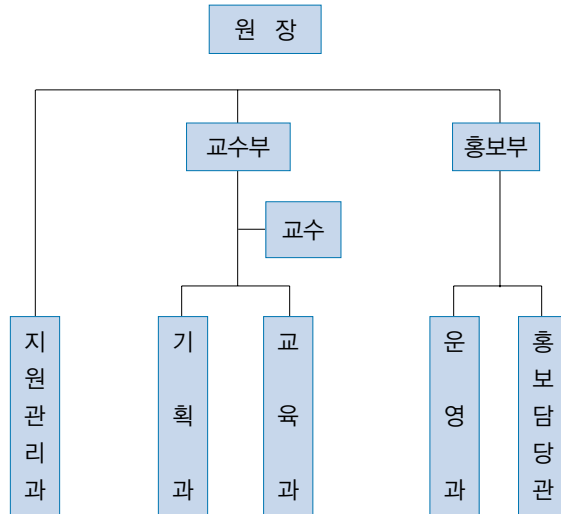 원 장
교수부
홍보부
교수
지원관리과
기획과
교육과
운영과
홍보담당관